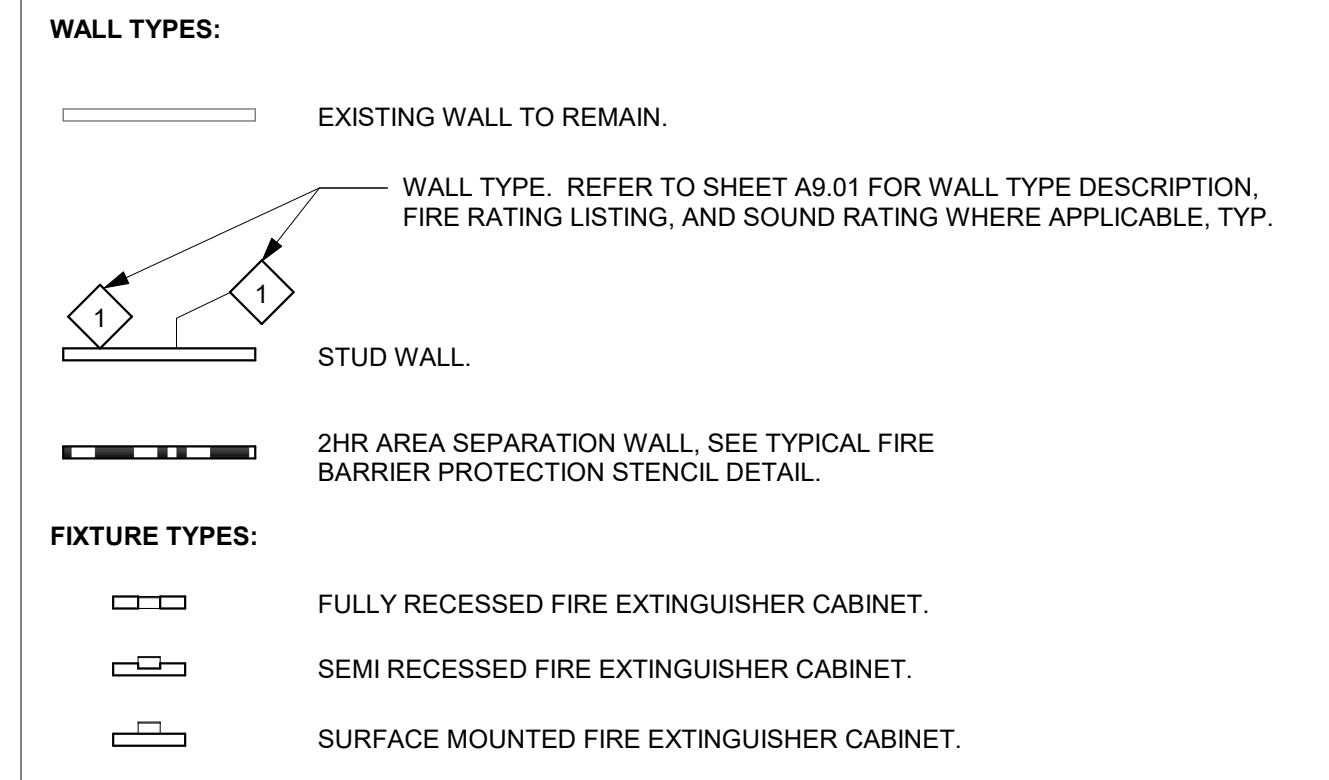 WALL TYPES:
EXISTING WALL TO REMAIN.
WALL TYPE. REFER TO SHEET A9.01 FOR WALL TYPE DESCRIPTION,
FIRE RATING LISTING, AND SOUND RATING WHERE APPLICABLE, TYP.
1
1
STUD WALL.
2HR AREA SEPARATION WALL, SEE TYPICAL FIRE
BARRIER PROTECTION STENCIL DETAIL.
FIXTURE TYPES:
FULLY RECESSED FIRE EXTINGUISHER CABINET.
SEMI RECESSED FIRE EXTINGUISHER CABINET.
SURFACE MOUNTED FIRE EXTINGUISHER CABINET.